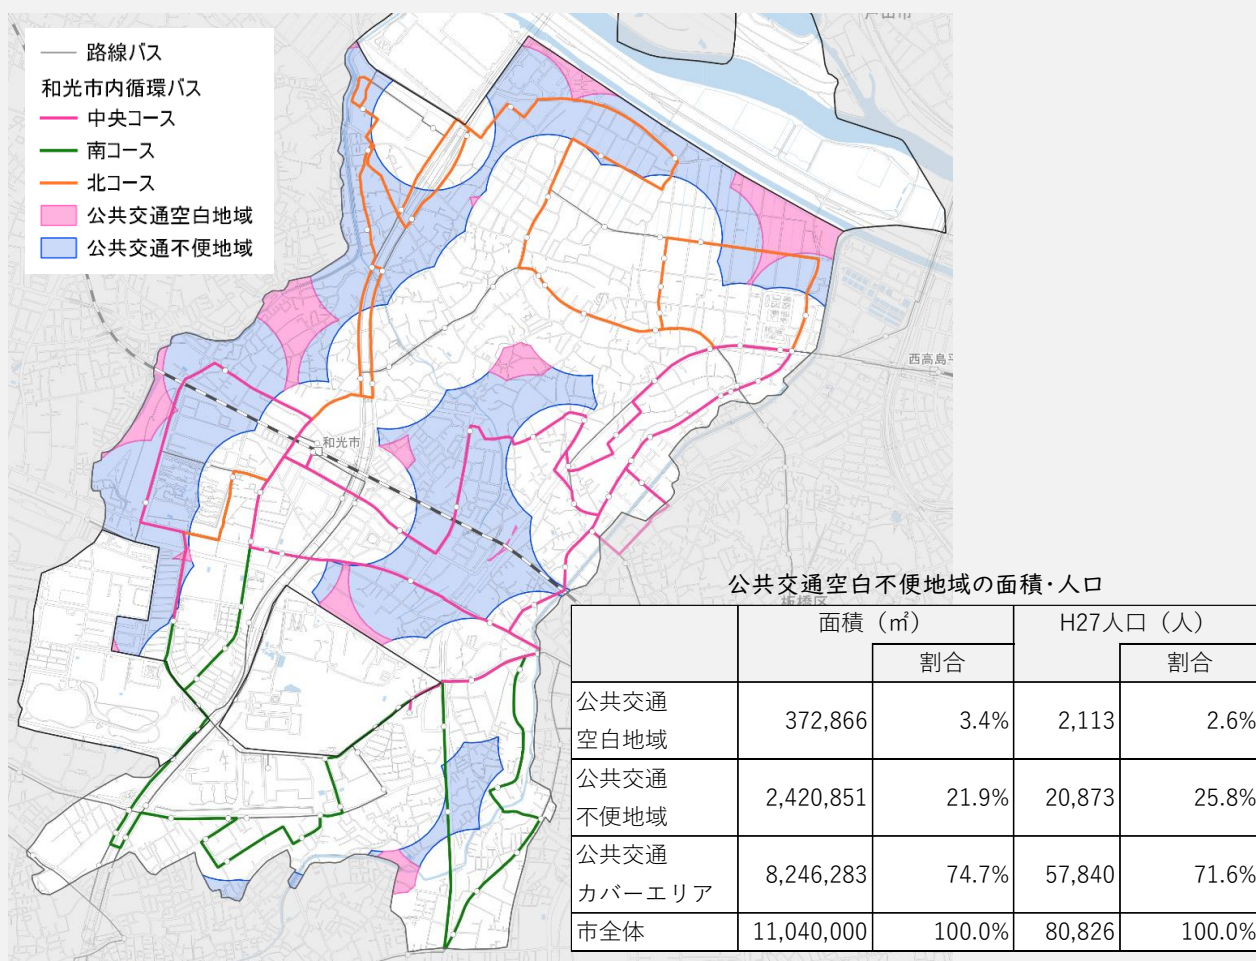 路線バス
和光市内循環バス
中央コース
南コース
北コース
公共交通空白地域
公共交通不便地域
和光市
西高島平
公共交通空白不便地域の面積・人口
板橋区
面積（㎡） H27人口（人）
割合 割合
公共交通
空白地域 372,866 3.4% 2,113 2.6%
公共交通
不便地域 2,420,851 21.9% 20,873 25.8%
公共交通
カバーエリア 8,246,283 74.7% 57,840 71.6%
市全体 11,040,000 100.0% 80,826 100.0%